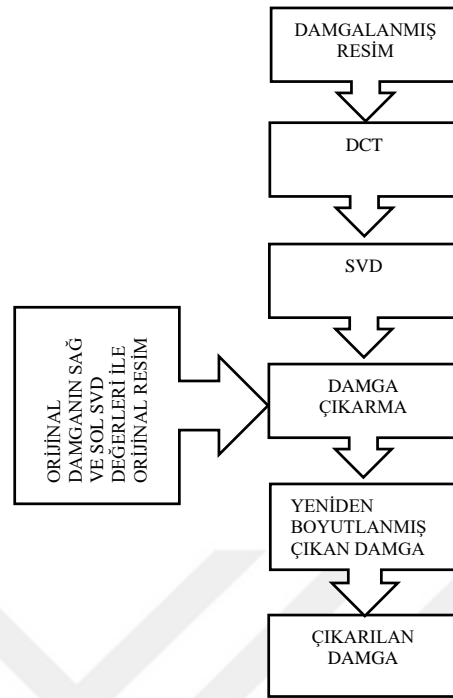 DAMGALANMIŞ
RESİM
DCT
SVD
ORİJİNAL
DAMGANIN SAĞ
VE SOL SVD
DEĞERLERİ İLE
ORİJİNAL RESİM
DAMGA
ÇIKARMA
YENİDEN
BOYUTLANMIŞ
ÇIKAN DAMGA
ÇIKARILAN
DAMGA